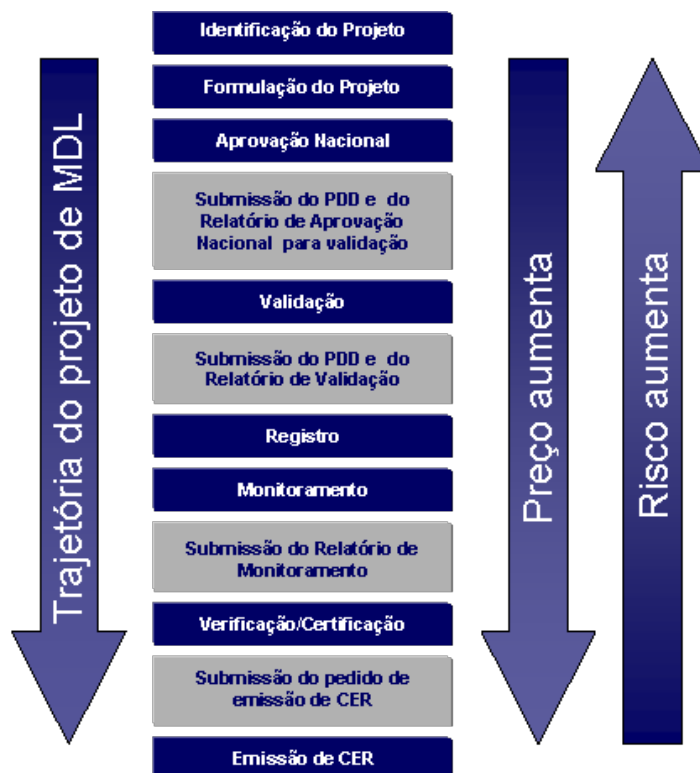 Trajetória do projeto de MDL
Identificação do Projeto
Formulação do Projeto
Aprovação Nacional
Submissão do PDD e do
Relatório de Aprovação
Nacional para validação
Validação
Submissão do PDD e do
Relatório de Validação
Registro
Monitoramento
Submissão do Relatório de
Monitoramento
Verificação/Certificação
Submissão do pedido de
emissão de CER
Emissão de CER
Preço aumenta
Risco aumenta